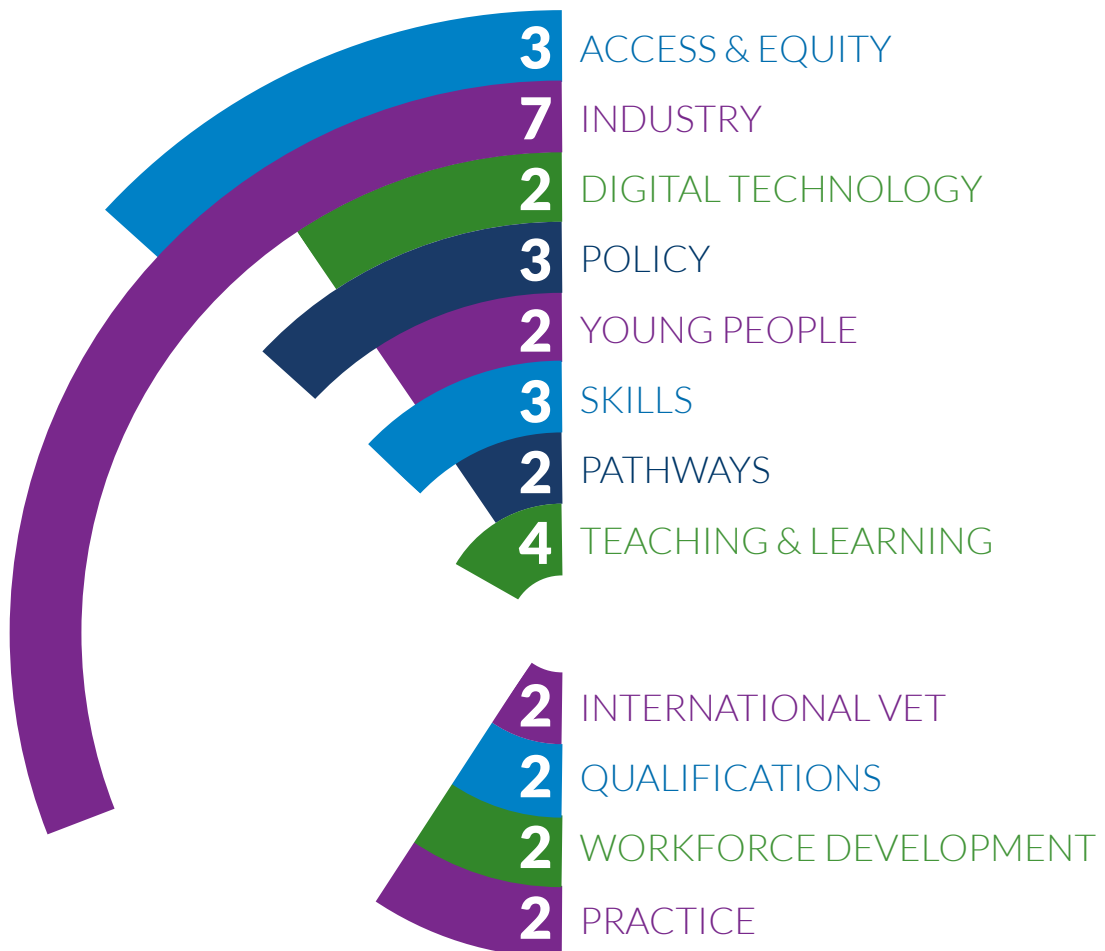 3 ACCESS & EQUITY
7 INDUSTRY
2 DIGITAL TECHNOLOGY
3 POLICY
2 YOUNG PEOPLE
3 SKILLS
2 PATHWAYS
4 TEACHING & LEARNING
2 INTERNATIONAL VET
2 QUALIFICATIONS
2 WORKFORCE DEVELOPMENT
2 PRACTICE